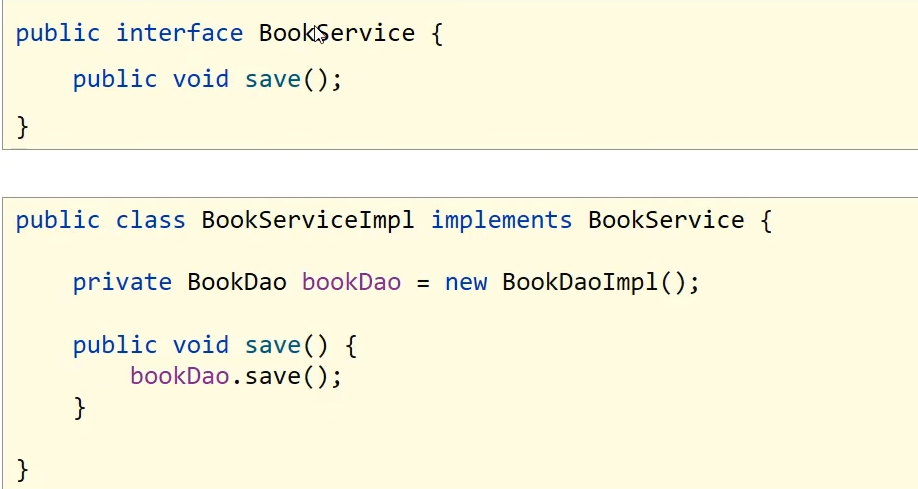 public interface BookService {
public void save();
}
public class BookServiceImpl implements BookService {
private BookDao bookDao = new BookDaoImpl();
public void save() {
bookDao.save();
}
}